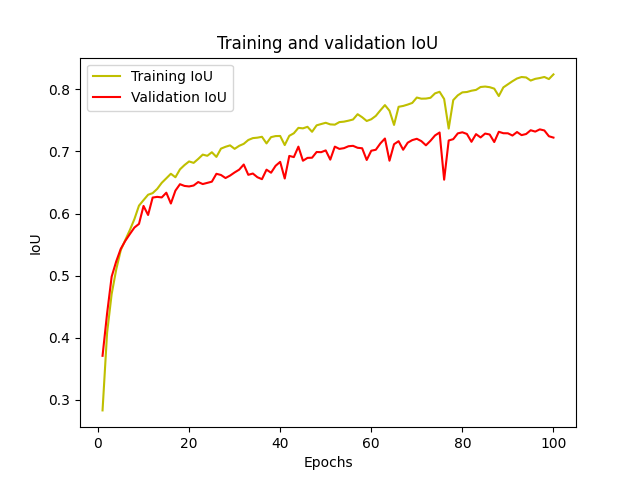 Training and validation IoU
Training IoU
Validation IoU
0.8
0.7
0.6
0.5
0.4
0.3
IoU
0 20 40 60 80 100
Epochs